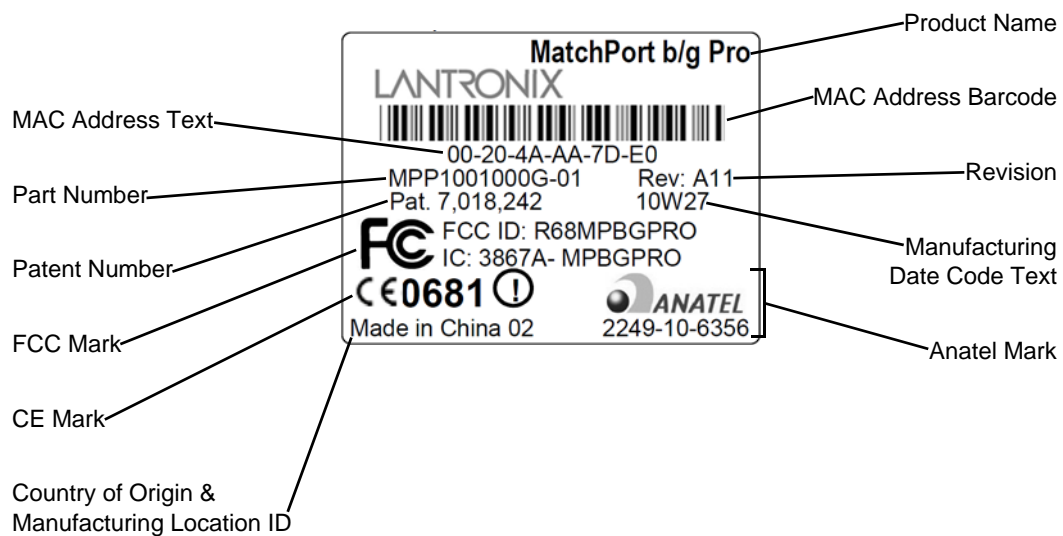 Product Name
MatchPort b/g Pro
LANTRONIX
MAC Address Barcode
MAC Address Text
00-20-4A-AA-7D-E0
Part Number
MPP1001000G-01 Rev: A11
Revision
Pat. 7,018,242 10W27
Patent Number
FC FCC ID: R68MPBGPRO
IC: 3867A- MPBGPRO
Manufacturing
Date Code Text
CE0681 !
ANATEL
FCC Mark
Made in China 02 2249-10-6356
Anatel Mark
CE Mark
Country of Origin &
Manufacturing Location ID